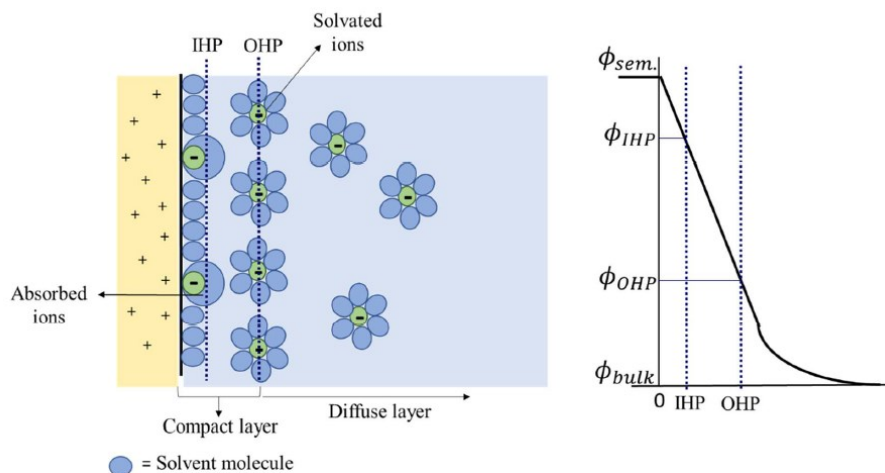 Solvated
ions
IHP
OHP
Absorbed
ions
Compact layer
Diffuse layer
= Solvent molecule
ϕsem.
ϕIHP
ϕOHP
ϕbulk
0
IHP
OHP